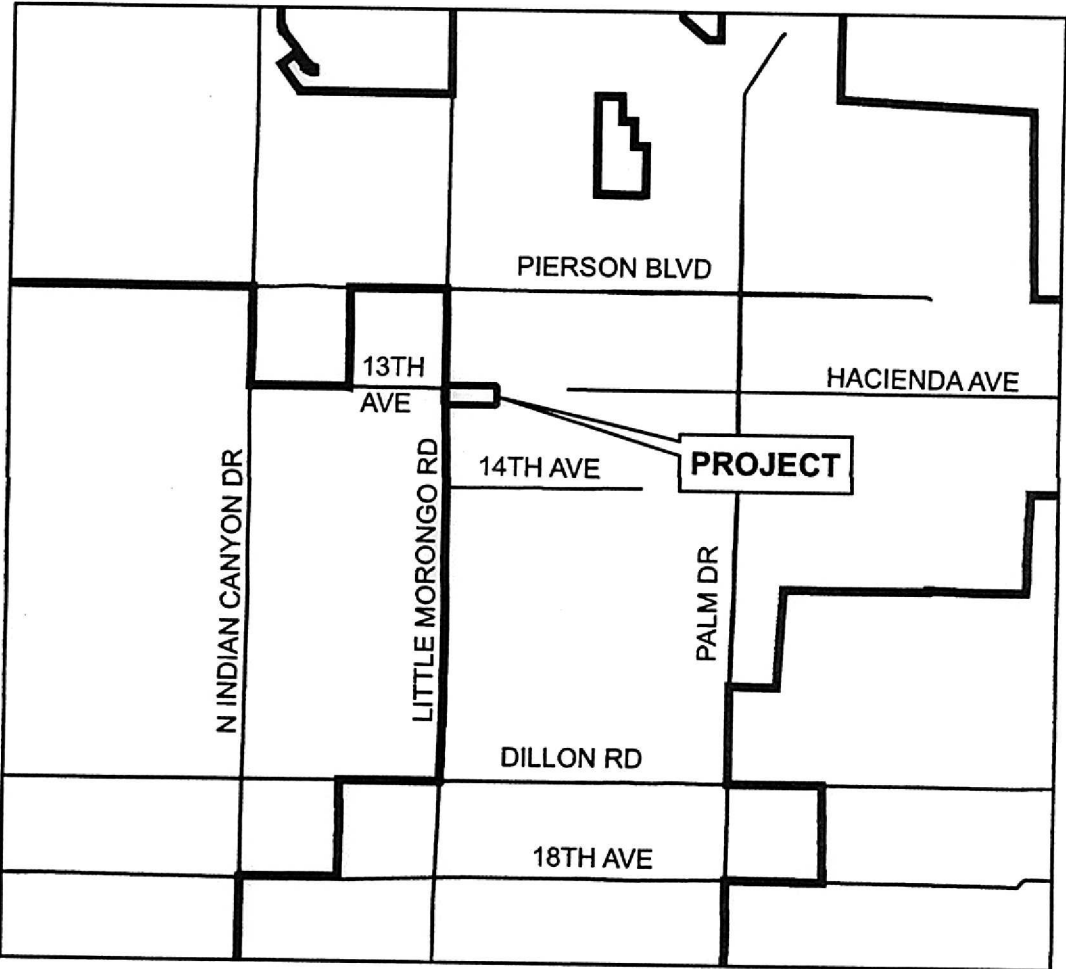 PIERSON BLVD
13TH
AVE
HACIENDA AVE
PROJECT
14TH AVE
N INDIAN CANYON DR
LITTLE MORONGO RD
PALM DR
DILLON RD
18TH AVE